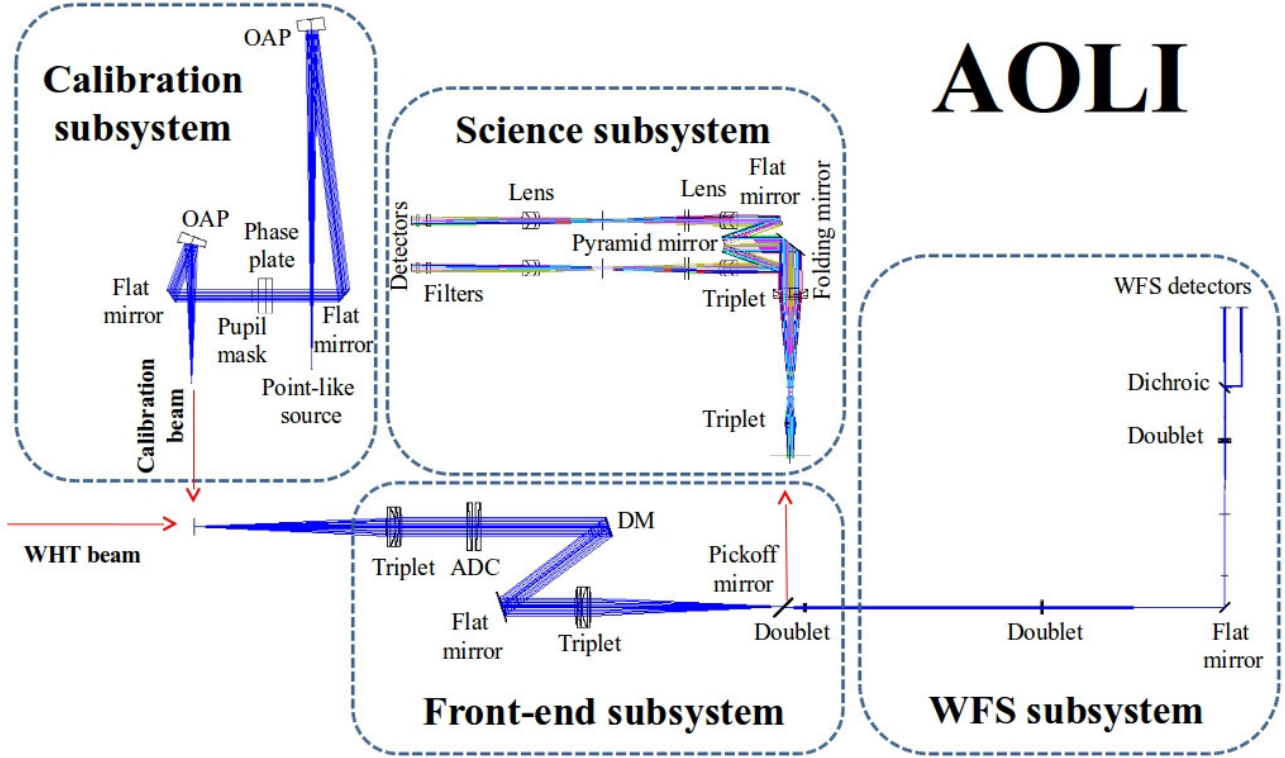 AOLI
Calibration
subsystem
OAP
OAP
Phase
plate
Flat
mirror
Pupil
mask
Flat
mirror
Point-like
source
Calibration
beam
Science subsystem
Lens
Lens
Flat
mirror
Folding mirror
Detectors
Pyramid mirror
Filters
Triplet
Triplet
WHT beam
Triplet
ADC
DM
Flat
mirror
Triplet
Pickoff
mirror
Doublet
Front-end subsystem
WFS detectors
Dichroic
Doublet
Doublet
Flat
mirror
WFS subsystem